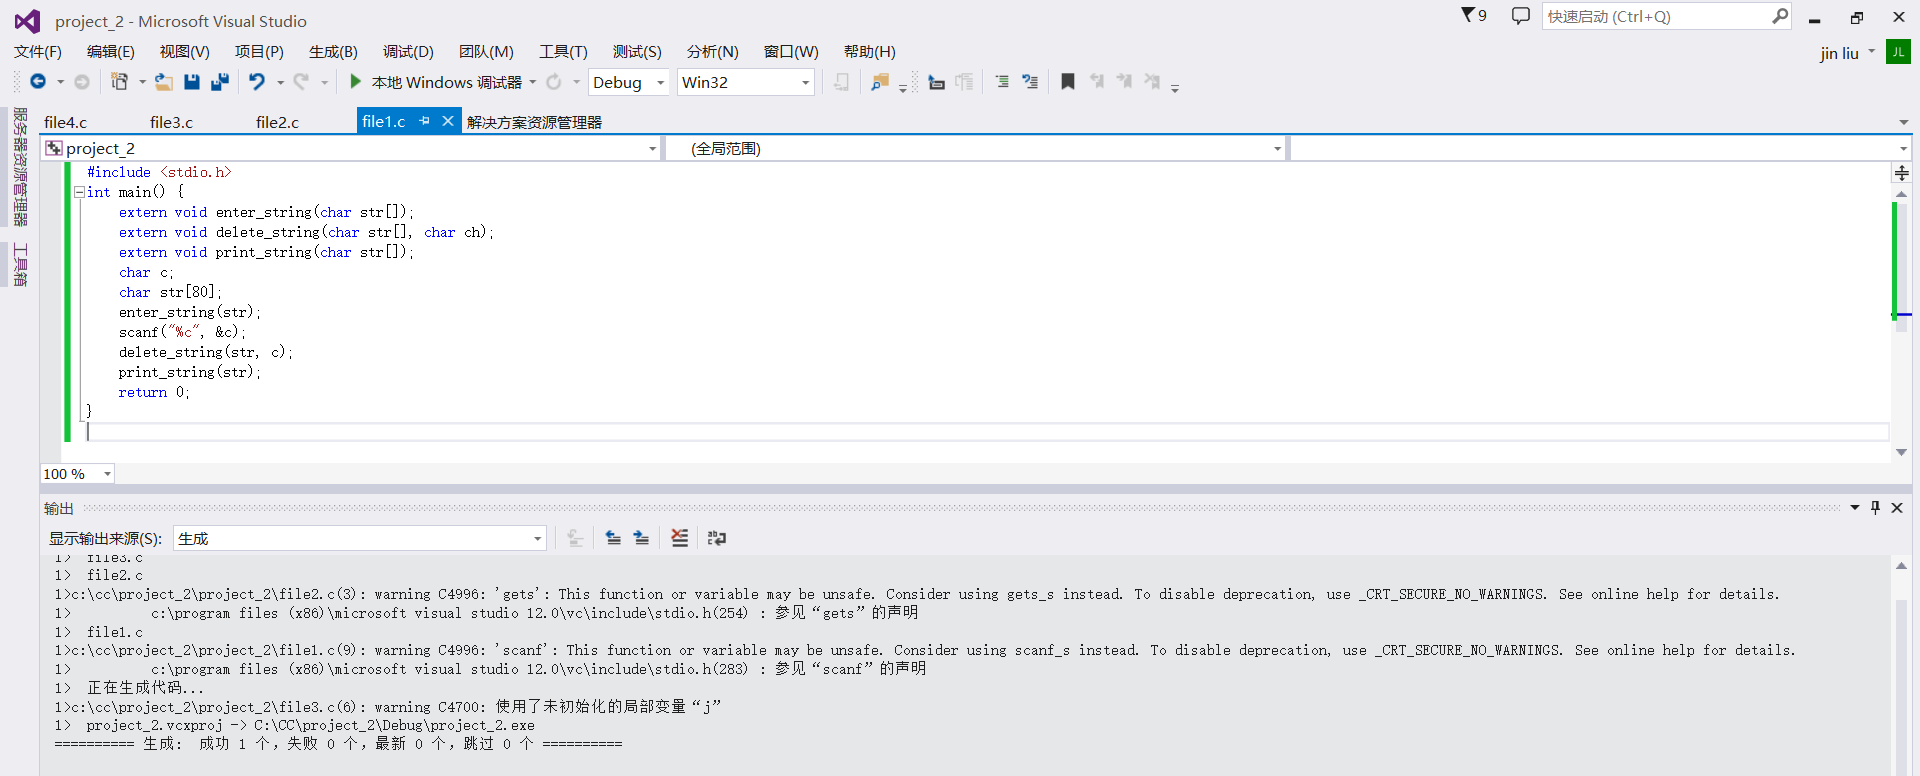 project_2 - Microsoft Visual Studio
9
快速启动 (Ctrl+Q)
文件(F) 编辑(E) 视图(V) 项目(P) 生成(B) 调试(D) 团队(M) 工具(T) 测试(S) 分析(N) 窗口(W) 帮助(H)
jin liu
JL
本地 Windows 调试器 Debug Win32
服务器资源管理器
工具箱
file4.c file3.c file2.c file1.c 解决方案资源管理器
project_2 (全局范围)
#include <stdio.h>
int main() {
extern void enter_string(char str[]);
extern void delete_string(char str[], char ch);
extern void print_string(char str[]);
char c;
char str[80];
enter_string(str);
scanf("%c", &c);
delete_string(str, c);
print_string(str);
return 0;
}
100 %
输出
显示输出来源(S): 生成
1> file3.c
1> file2.c
1>c:\cc\project_2\project_2\file2.c(3): warning C4996: 'gets': This function or variable may be unsafe. Consider using gets_s instead. To disable deprecation, use _CRT_SECURE_NO_WARNINGS. See online help for details.
1> c:\program files (x86)\microsoft visual studio 12.0\vc\include\stdio.h(254) : 参见“gets”的声明
1> file1.c
1>c:\cc\project_2\project_2\file1.c(9): warning C4996: 'scanf': This function or variable may be unsafe. Consider using scanf_s instead. To disable deprecation, use _CRT_SECURE_NO_WARNINGS. See online help for details.
1> c:\program files (x86)\microsoft visual studio 12.0\vc\include\stdio.h(283) : 参见“scanf”的声明
1> 正在生成代码...
1>c:\cc\project_2\project_2\file3.c(6): warning C4700: 使用了未初始化的局部变量“j”
1> project_2.vcxproj -> C:\CC\project_2\Debug\project_2.exe
========== 生成: 成功 1 个，失败 0 个，最新 0 个，跳过 0 个 ==========